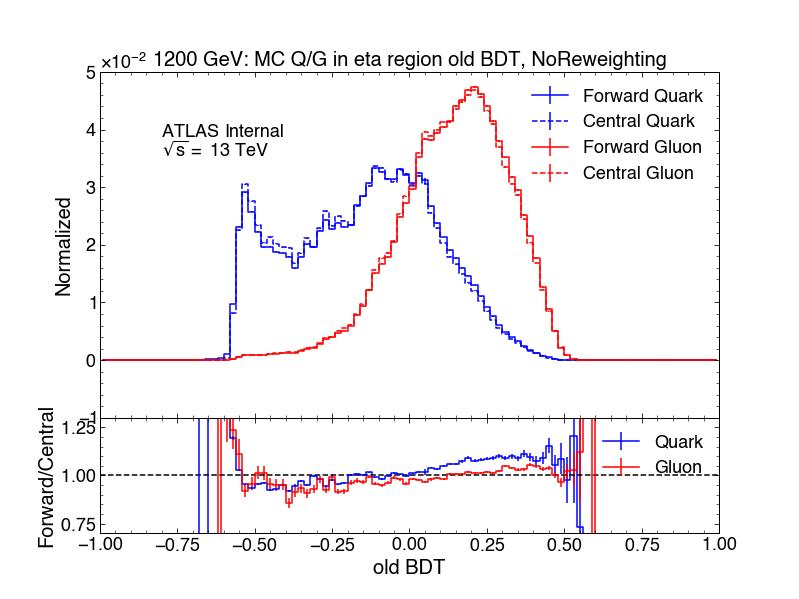 ×10⁻² 1200 GeV: MC Q/G in eta region old BDT, NoReweighting
5
4
3
2
1
0
−1
Normalized
ATLAS Internal
√s = 13 TeV
Forward Quark
Central Quark
Forward Gluon
Central Gluon
1.25
1.00
0.75
Forward/Central
Quark
Gluon
−1.00 −0.75 −0.50 −0.25 0.00 0.25 0.50 0.75 1.00
old BDT